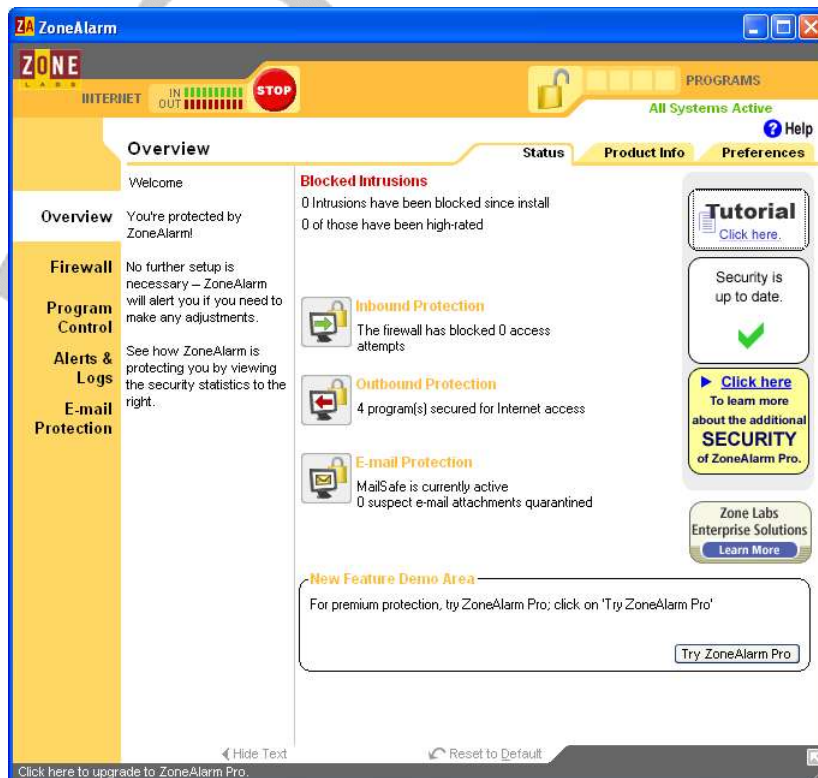 ZA ZoneAlarm
ZONE
LABS
INTERNET
IN
OUT
STOP
PROGRAMS
All Systems Active
? Help
Overview
Status
Product Info
Preferences
Overview
Firewall
Program
Control
Alerts &
Logs
E-mail
Protection
Welcome
You're protected by
ZoneAlarm!
No further setup is
necessary – ZoneAlarm
will alert you if you need to
make any adjustments.
See how ZoneAlarm is
protecting you by viewing
the security statistics to the
right.
Blocked Intrusions
0 Intrusions have been blocked since install
0 of those have been high-rated
Inbound Protection
The firewall has blocked 0 access
attempts
Outbound Protection
4 program(s) secured for Internet access
E-mail Protection
MailSafe is currently active
0 suspect e-mail attachments quarantined
Tutorial
Click here.
Security is
up to date.
Click here
To learn more
about the additional
SECURITY
of ZoneAlarm Pro.
Zone Labs
Enterprise Solutions
Learn More
New Feature Demo Area
For premium protection, try ZoneAlarm Pro; click on 'Try ZoneAlarm Pro'
Try ZoneAlarm Pro
Hide Text
Reset to Default
Click here to upgrade to ZoneAlarm Pro.